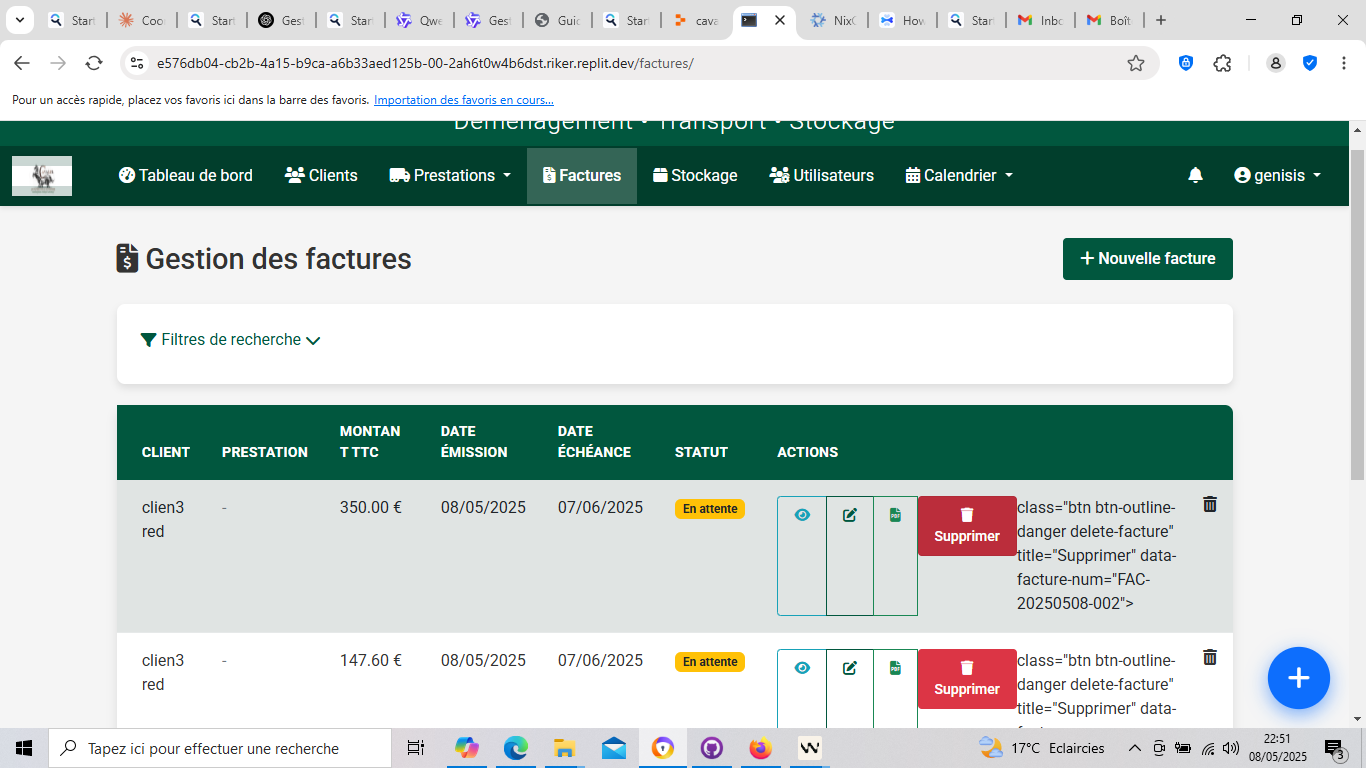 Start
Coo
Start
Gest
Start
Qwe
Gest
Guid
Start
cava
NixO
How
Start
Inbo
Boît
e576db04-cb2b-4a15-b9ca-a6b33aed125b-00-2ah6t0w4b6dst.riker.replit.dev/factures/
Pour un accès rapide, placez vos favoris ici dans la barre des favoris. Importation des favoris en cours...
Déménagement • Transport • Stockage
Tableau de bord
Clients
Prestations
Factures
Stockage
Utilisateurs
Calendrier
genisis
Gestion des factures
Nouvelle facture
Filtres de recherche
CLIENT
PRESTATION
MONTAN
T TTC
DATE
ÉMISSION
DATE
ÉCHÉANCE
STATUT
ACTIONS
clien3
red
-
350.00 €
08/05/2025
07/06/2025
En attente
PDF
Supprimer
class="btn btn-outline-
danger delete-facture"
title="Supprimer" data-
facture-num="FAC-
20250508-002">
clien3
red
-
147.60 €
08/05/2025
07/06/2025
En attente
PDF
Supprimer
class="btn btn-outline-
danger delete-facture"
title="Supprimer" data-
Tapez ici pour effectuer une recherche
17°C Eclaircies
22:51
08/05/2025
3